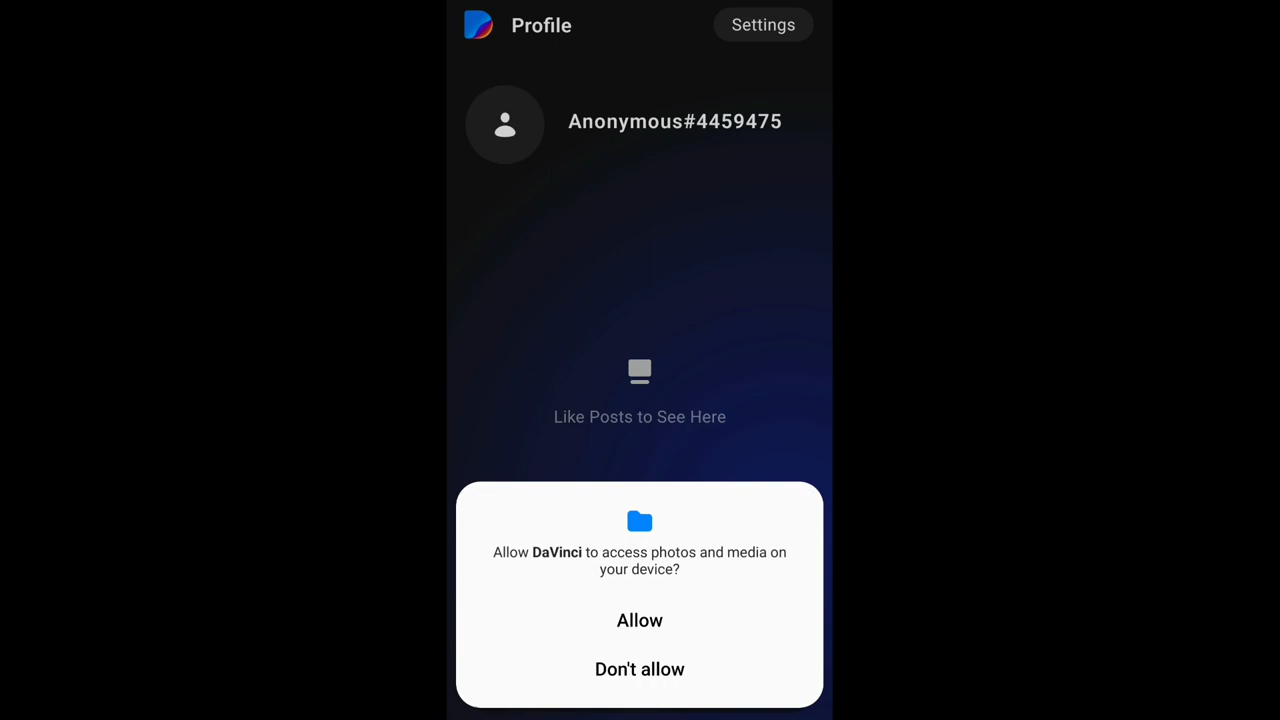 Profile
Settings
Anonymous#4459475
Like Posts to See Here
Allow DaVinci to access photos and media on
your device?
Allow
Don't allow